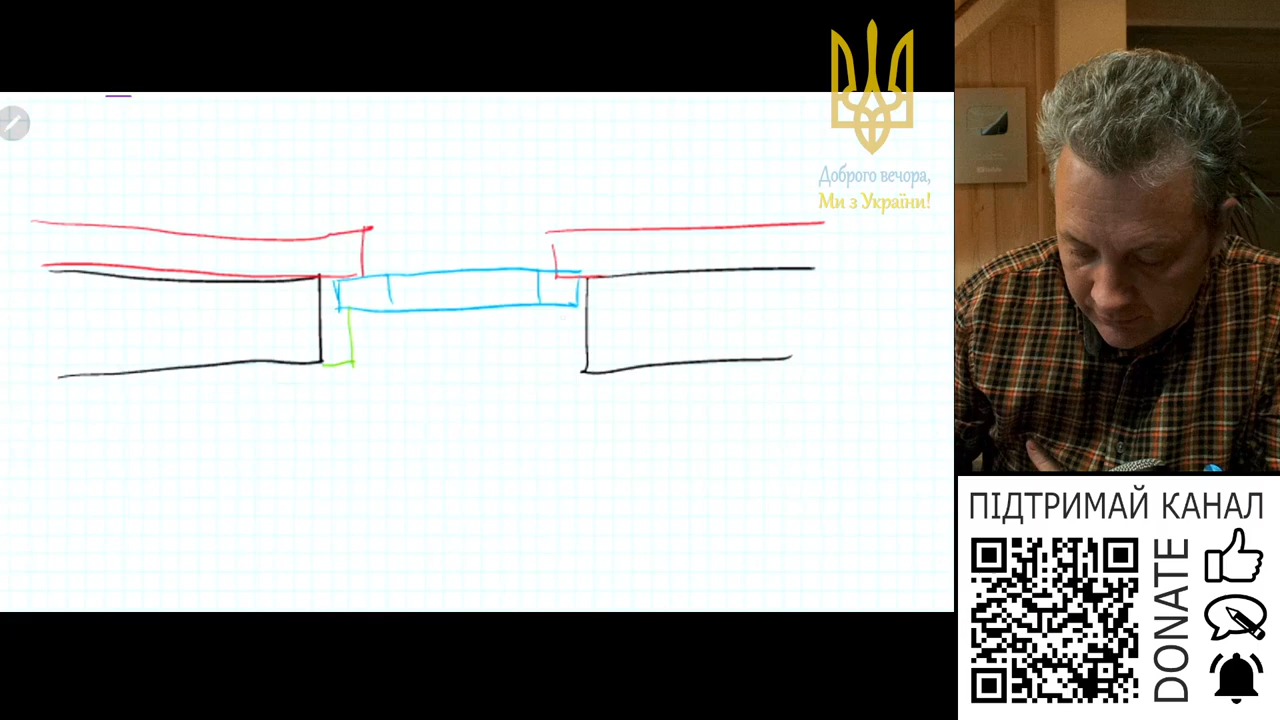 Доброго вечора,
Ми з України!
ПІДТРИМАЙ КАНАЛ
DONATE